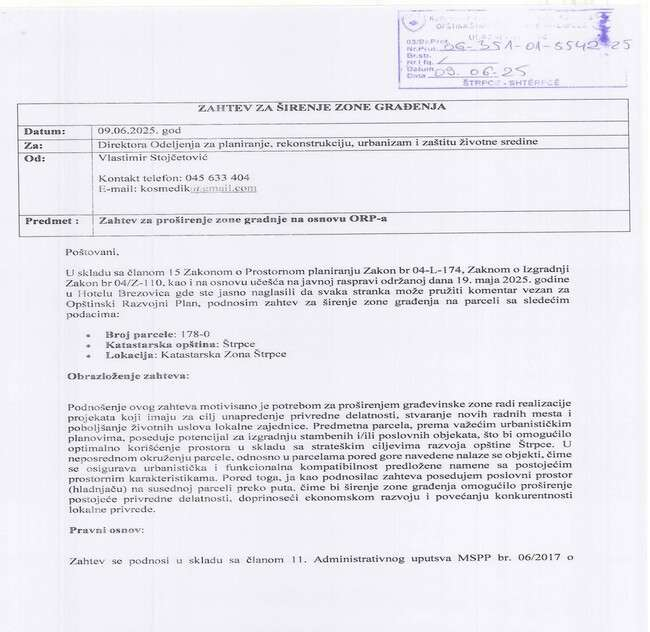 03/Br.Prot.
Nr.Prot. 06-351-01-5542-25
Br.str.
Nr.i fq.
Datum
Data 09.06-25
ŠTRPCE - SHTËRPCË
ZAHTEV ZA ŠIRENJE ZONE GRAĐENJA
Datum: 09.06.2025. god
Za: Direktora Odeljenja za planiranje, rekonstrukciju, urbanizam i zaštitu životne sredine
Od: Vlastimir Stojčetović
Kontakt telefon: 045 633 404
E-mail: kosmedik@gmail.com
Predmet : Zahtev za proširenje zone gradnje na osnovu ORP-a
Poštovani,
U skladu sa članom 15 Zakonom o Prostornom planiranju Zakon br 04-L-174, Zaknom o Izgradnji
Zakon br 04/Z-110, kao i na osnovu učešća na javnoj raspravi održanoj dana 19. maja 2025. godine
u Hotelu Brezovica gde ste jasno naglasili da svaka stranka može pružiti komentar vezan za
Opštinski Razvojni Plan, podnosim zahtev za širenje zone građenja na parceli sa sledećim
podacima:
• Broj parcele: 178-0
• Katastarska opština: Štrpce
• Lokacija: Katastarska Zona Štrpce
Obrazloženje zahteva:
Podnošenje ovog zahteva motivisano je potrebom za proširenjem građevinske zone radi realizacije
projekata koji imaju za cilj unapređenje privredne delatnosti, stvaranje novih radnih mesta i
poboljšanje životnih uslova lokalne zajednice. Predmetna parcela, prema važećim urbanističkim
planovima, poseduje potencijal za izgradnju stambenih i/ili poslovnih objekata, što bi omogućilo
optimalno korišćenje prostora u skladu sa strateškim ciljevima razvoja opštine Štrpce. U
neposrednom okruženju parcele, odnosno u parcelama pored gore navedene nalaze se objekti, čime
se osigurava urbanistička i funkcionalna kompatibilnost predložene namene sa postojećim
prostornim karakteristikama. Pored toga, ja kao podnosilac zahteva posedujem poslovni prostor
(hladnjaču) na susednoj parceli preko puta, čime bi širenje zone građenja omogućilo proširenje
postojeće privredne delatnosti, doprinoseći ekonomskom razvoju i povećanju konkurentnosti
lokalne privrede.
Pravni osnov:
Zahtev se podnosi u skladu sa članom 11. Administrativnog uputsva MSPP br. 06/2017 o